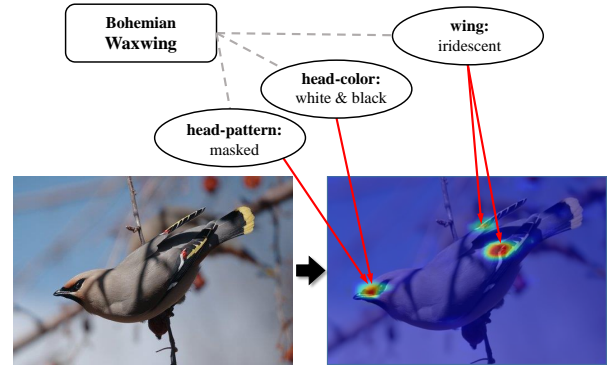 Bohemian
Waxwing
wing:
iridescent
head-color:
white & black
head-pattern:
masked